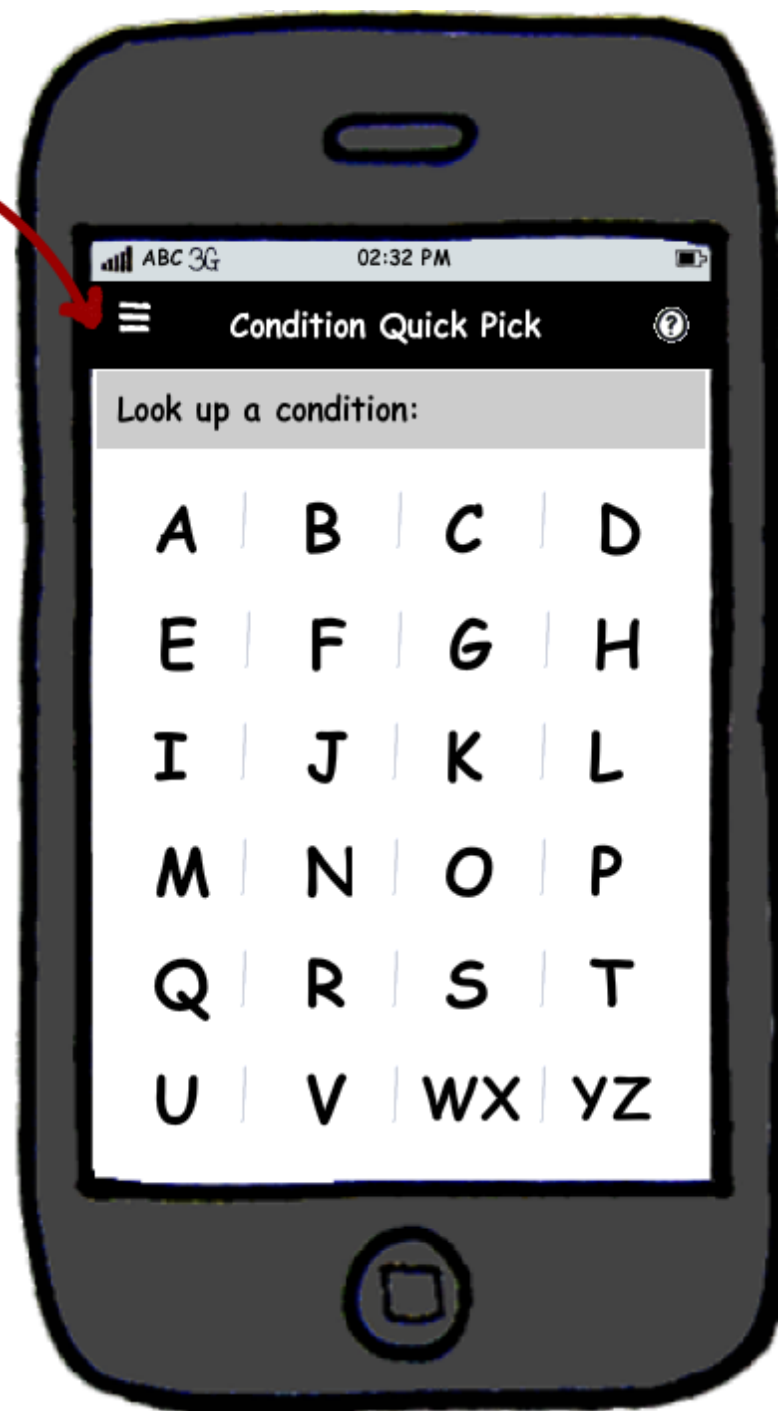 ABC 3G 02:32 PM
Condition Quick Pick ?
Look up a condition:
A B C D
E F G H
I J K L
M N O P
Q R S T
U V WX YZ